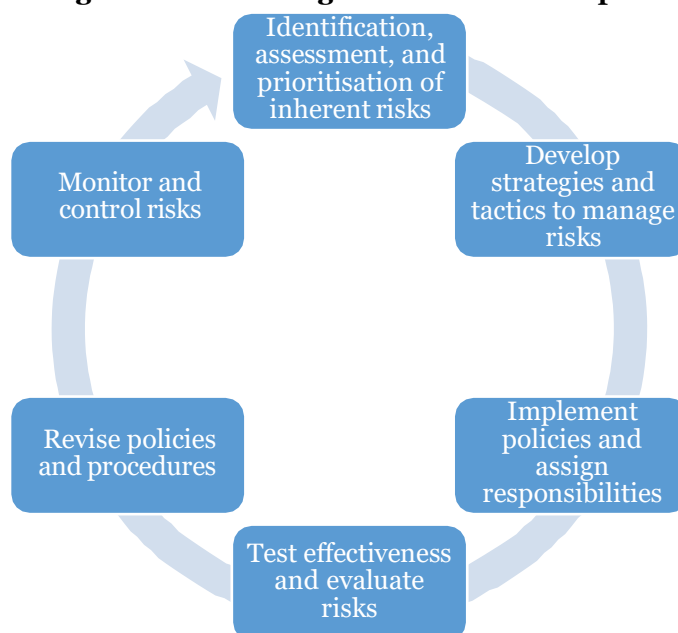 Identification,
assessment, and
prioritisation of
inherent risks
Develop
strategies and
tactics to manage
risks
Implement
policies and
assign
responsibilities
Test effectiveness
and evaluate
risks
Revise policies
and procedures
Monitor and
control risks